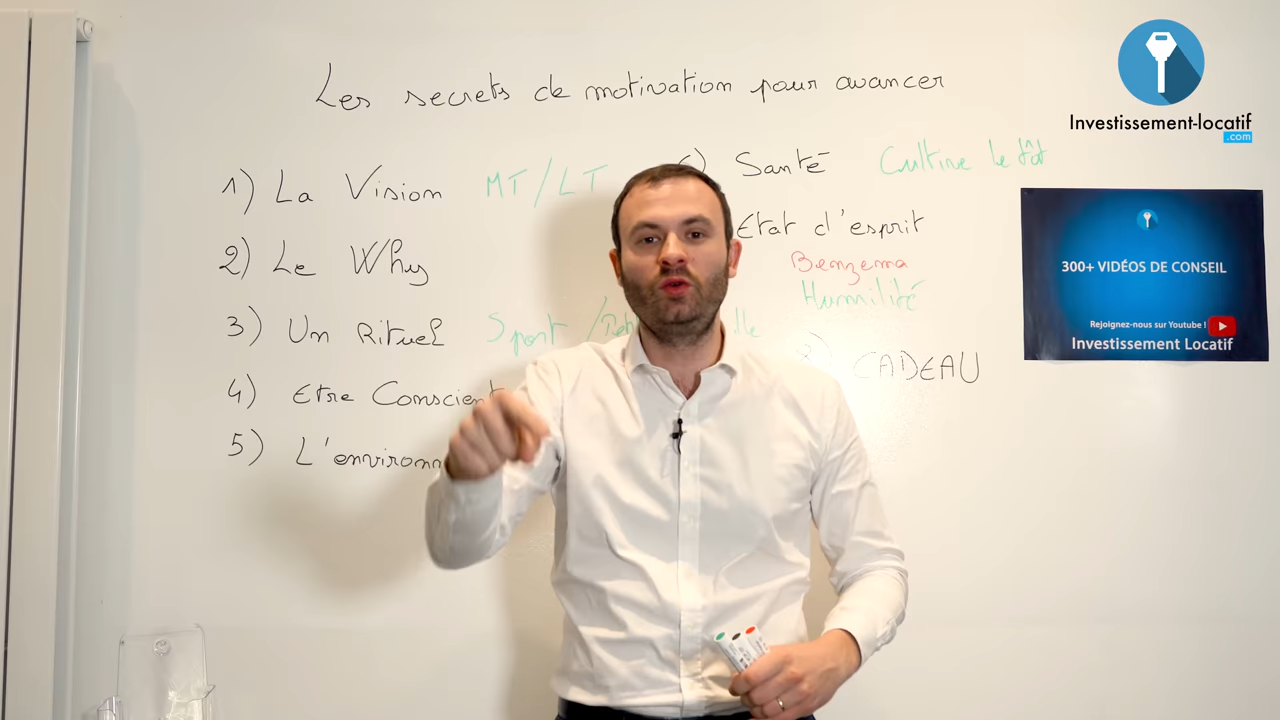 Les secrets de motivation pour avancer
1) La Vision MT/LT
2) Le Why
3) Un Rituel Sport /
4) Etre Conscient
5) L'environn
) Santé Cultive le tôt
Etat d'esprit
Benzema
Humilité
8) CADEAU
Investissement-locatif
.com
300+ VIDÉOS DE CONSEIL
Rejoignez-nous sur Youtube !
Investissement Locatif